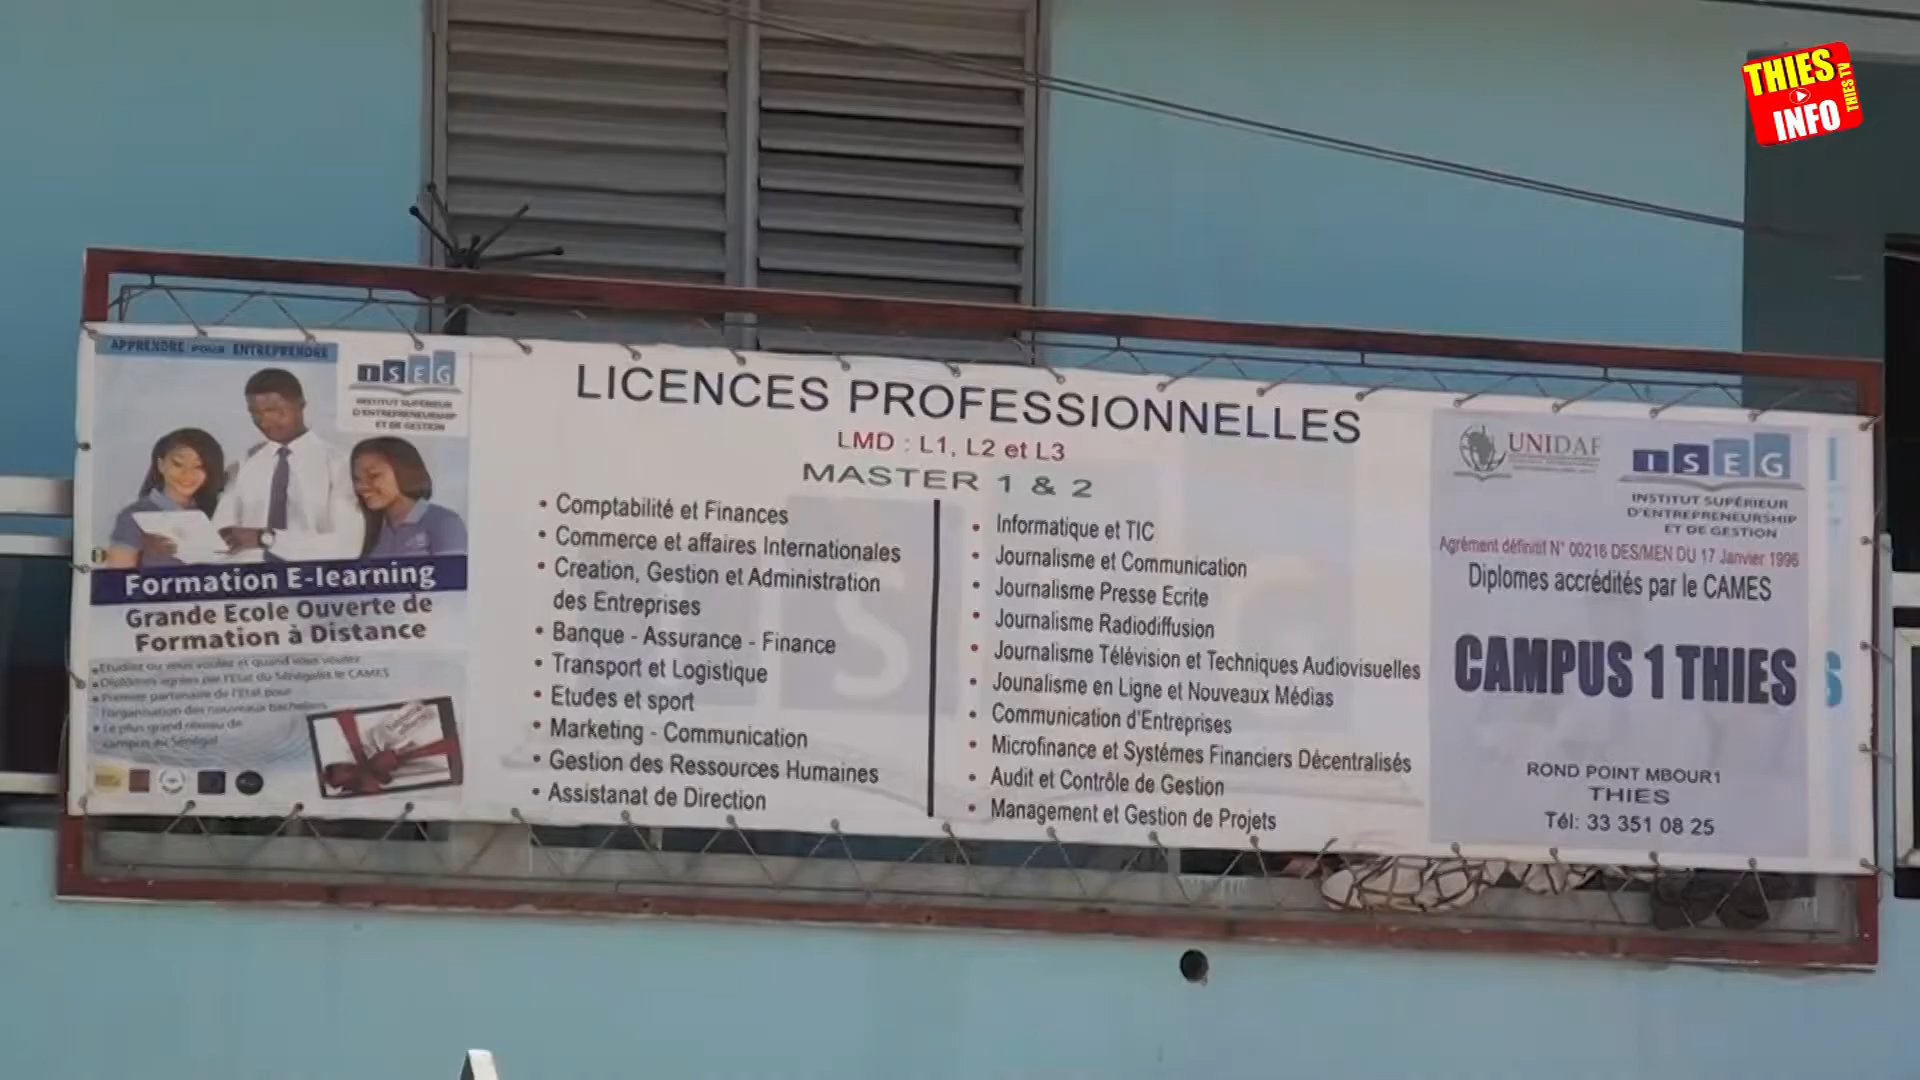 THIES
INFO
THIES TV
APPRENDRE POUR ENTREPRENDRE
ISEG
INSTITUT SUPÉRIEUR
D'ENTREPRENEURSHIP
ET DE GESTION
Formation E-learning
Grande Ecole Ouverte de
Formation à Distance
Etudiez ou vous voulez et quand vous voulez
Diplômes agrées par l'Etat du Sénégal et le CAMES
Premier partenaire de l'Etat pour
l'organisation des nouveaux bacheliers
Le plus grand réseau de
campus au Sénégal
LICENCES PROFESSIONNELLES
LMD : L1, L2 et L3
MASTER 1 & 2
• Comptabilité et Finances
• Commerce et affaires Internationales
• Creation, Gestion et Administration
des Entreprises
• Banque - Assurance - Finance
• Transport et Logistique
• Etudes et sport
• Marketing - Communication
• Gestion des Ressources Humaines
• Assistanat de Direction
• Informatique et TIC
• Journalisme et Communication
• Journalisme Presse Ecrite
• Journalisme Radiodiffusion
• Journalisme Télévision et Techniques Audiovisuelles
• Jounalisme en Ligne et Nouveaux Médias
• Communication d'Entreprises
• Microfinance et Systémes Financiers Décentralisés
• Audit et Contrôle de Gestion
• Management et Gestion de Projets
UNIDAF
ISEG
INSTITUT SUPÉRIEUR
D'ENTREPRENEURSHIP
ET DE GESTION
Agrément définitif N° 00216 DES/MEN DU 17 Janvier 1996
Diplomes accrédités par le CAMES
CAMPUS 1 THIES
ROND POINT MBOUR1
THIES
Tél: 33 351 08 25